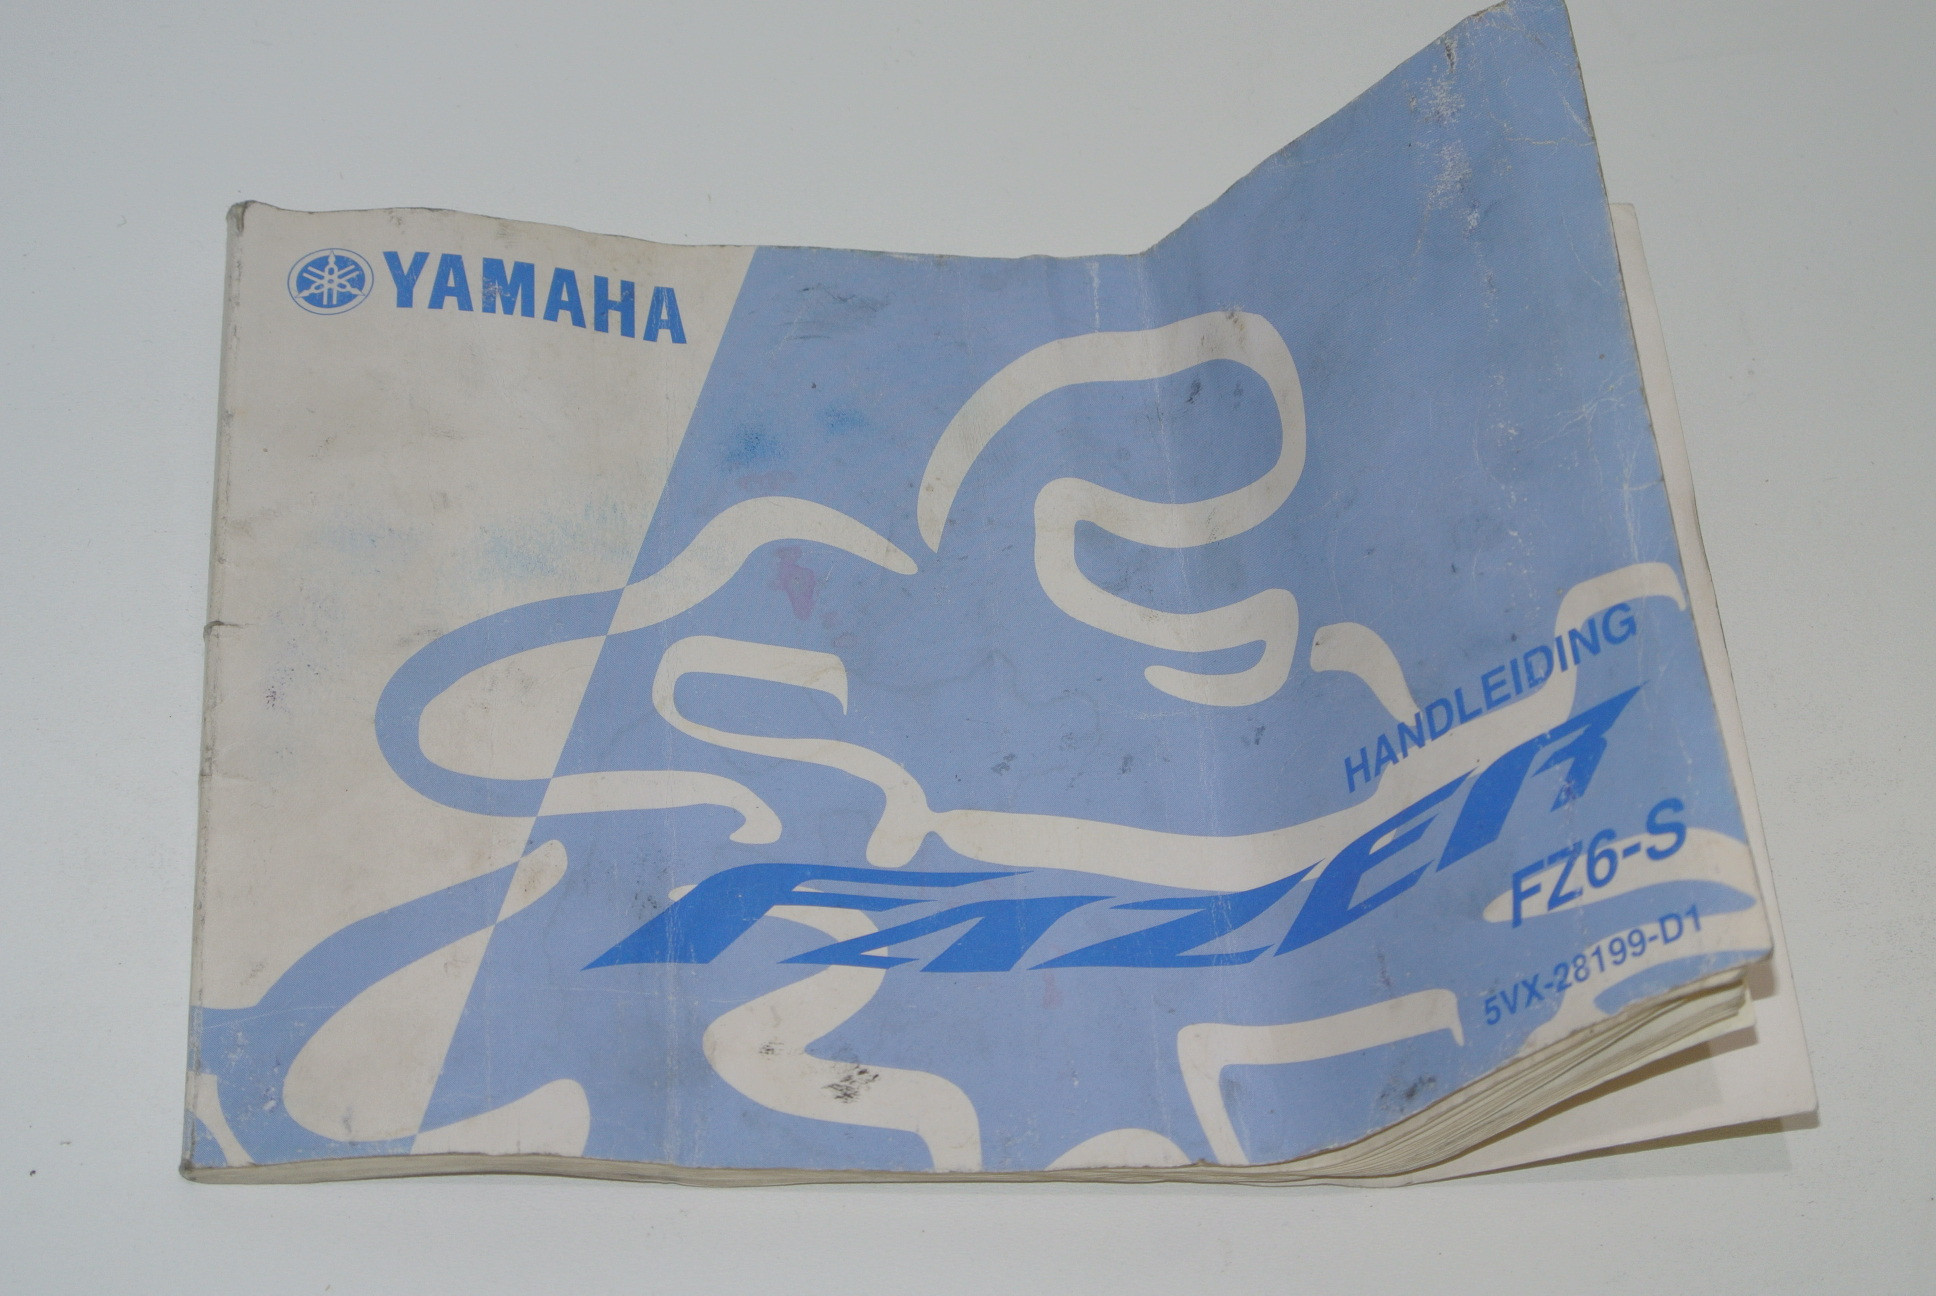 YAMAHA
HANDLEIDING
FAZER
FZ6-S
5VX-28199-D1